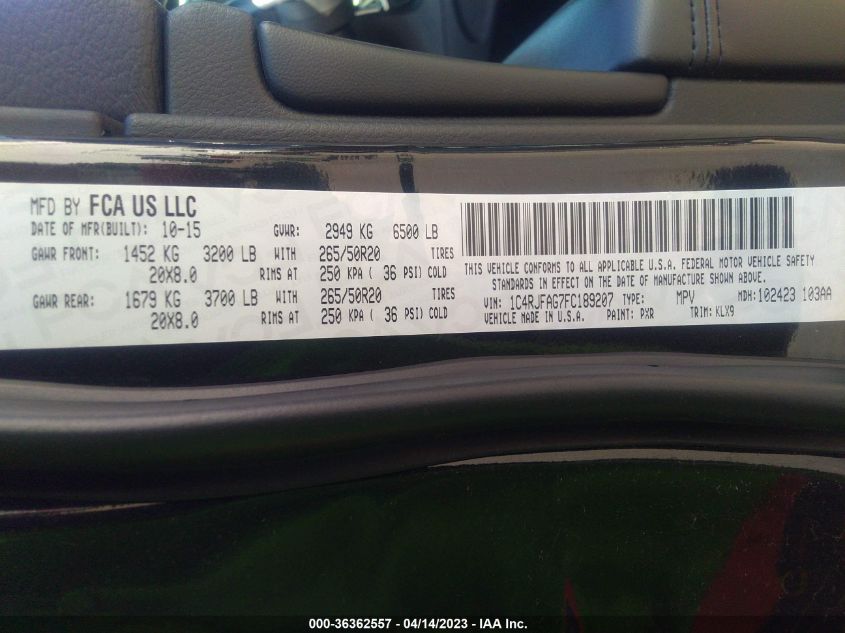 MFD BY FCA US LLC
DATE OF MFR(BUILT): 10-15 GVWR: 2949 KG 6500 LB
GAWR FRONT: 1452 KG 3200 LB WITH 265/50R20 TIRES
20X8.0 RIMS AT 250 KPA ( 36 PSI) COLD
GAWR REAR: 1679 KG 3700 LB WITH 265/50R20 TIRES
20X8.0 RIMS AT 250 KPA ( 36 PSI) COLD
THIS VEHICLE CONFORMS TO ALL APPLICABLE U.S.A. FEDERAL MOTOR VEHICLE SAFETY
STANDARDS IN EFFECT ON THE DATE OF MANUFACTURE SHOWN ABOVE.
VIN: 1C4RJFAG7FC189207 TYPE: MPV MDH:102423 103AA
VEHICLE MADE IN U.S.A. PAINT: PXR TRIM: KLX9
000-36362557 - 04/14/2023 - IAA Inc.